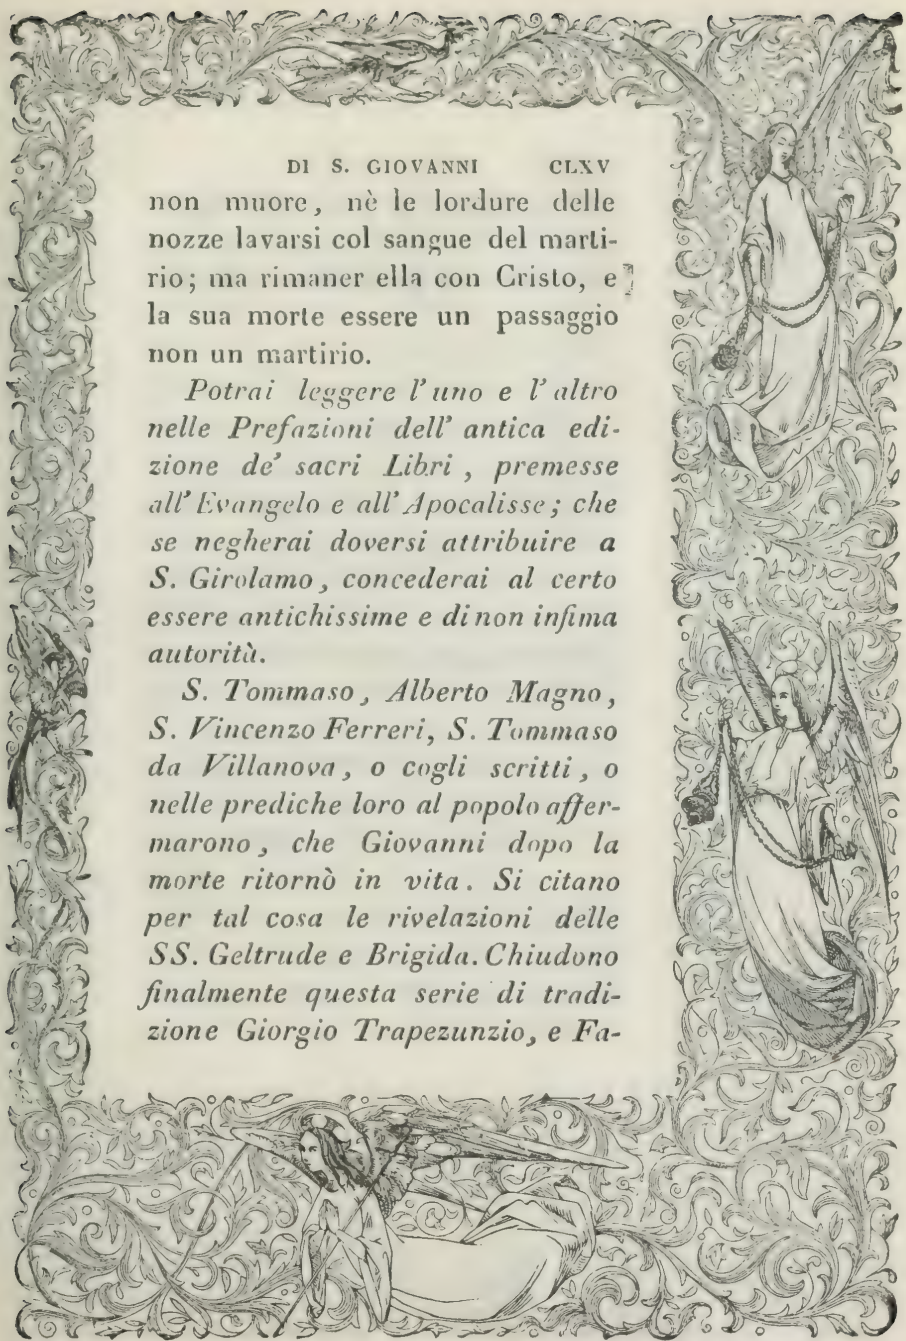 DI S. GIOVANNI CLXV
non muore, nè le lordure delle
nozze lavarsi col sangue del marti-
rio; ma rimaner ella con Cristo, e
la sua morte essere un passaggio
non un martirio.
Potrai leggere l'uno e l'altro
nelle Prefazioni dell' antica edi-
zione de' sacri Libri, premesse
all' Evangelo e all' Apocalisse; che
se negherai doversi attribuire a
S. Girolamo, concederai al certo
essere antichissime e di non infima
autorità.
S. Tommaso, Alberto Magno,
S. Vincenzo Ferreri, S. Tommaso
da Villanova, o cogli scritti, o
nelle prediche loro al popolo affer-
marono, che Giovanni dopo la
morte ritornò in vita. Si citano
per tal cosa le rivelazioni delle
SS. Geltrude e Brigida. Chiudono
finalmente questa serie di tradi-
zione Giorgio Trapezunzio, e Fa-